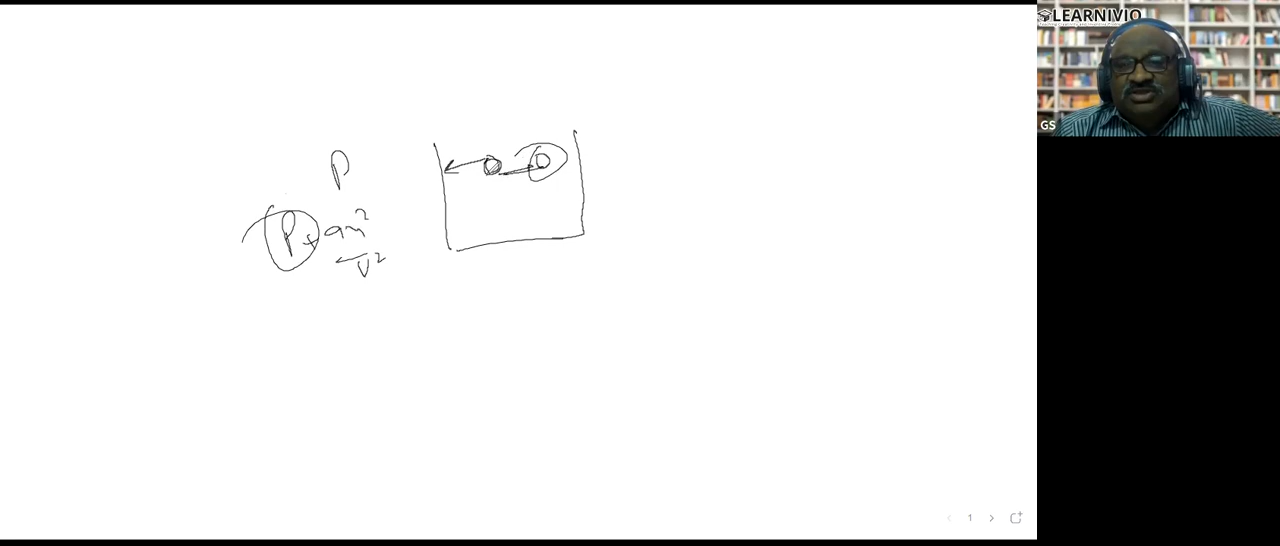 LEARNIVIO
P
P + an²
v²
GS
1